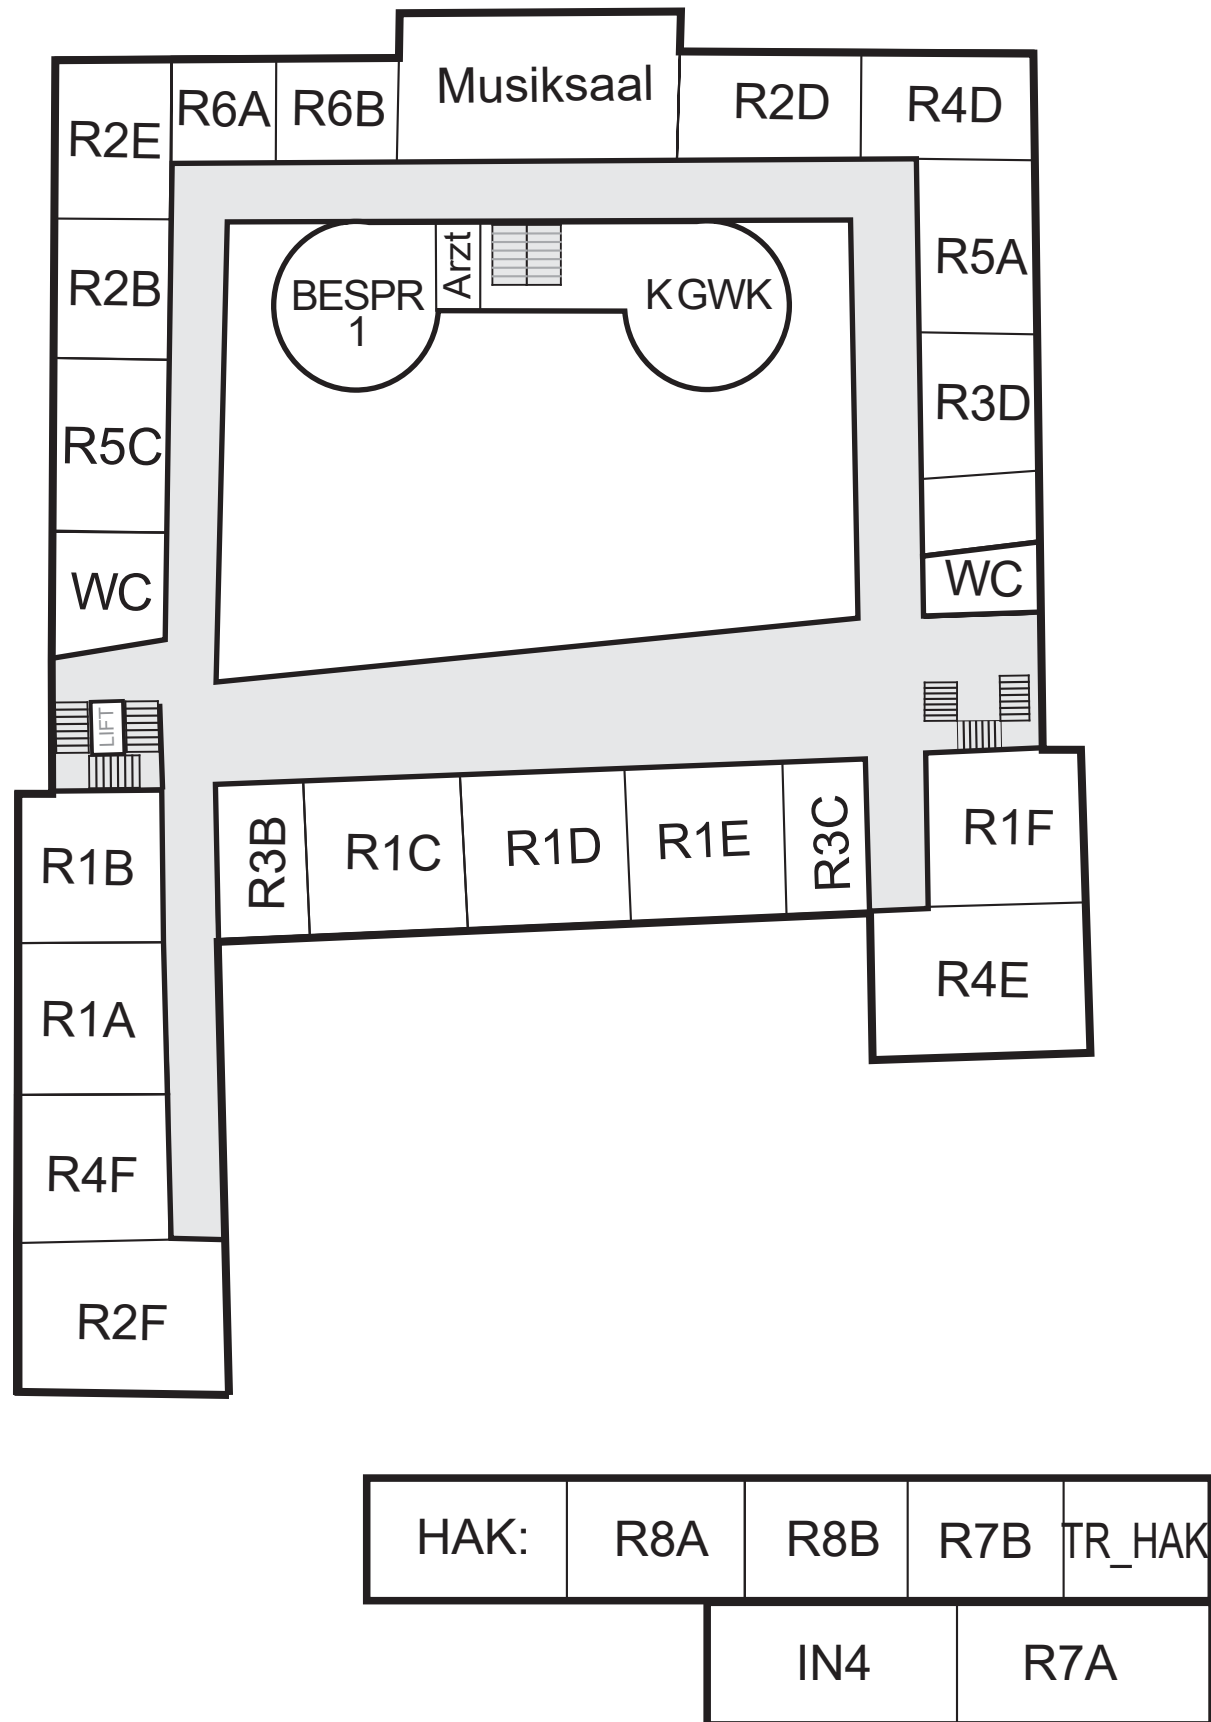 Musiksaal
R2E
R6A
R6B
R2D
R4D
R2B
BESPR
1
Arzt
KGWK
R5A
R5C
R3D
WC
WC
LIFT
R1B
R3B
R1C
R1D
R1E
R3C
R1F
R1A
R4E
R4F
R2F
HAK:
R8A
R8B
R7B
TR_HAK
IN4
R7A